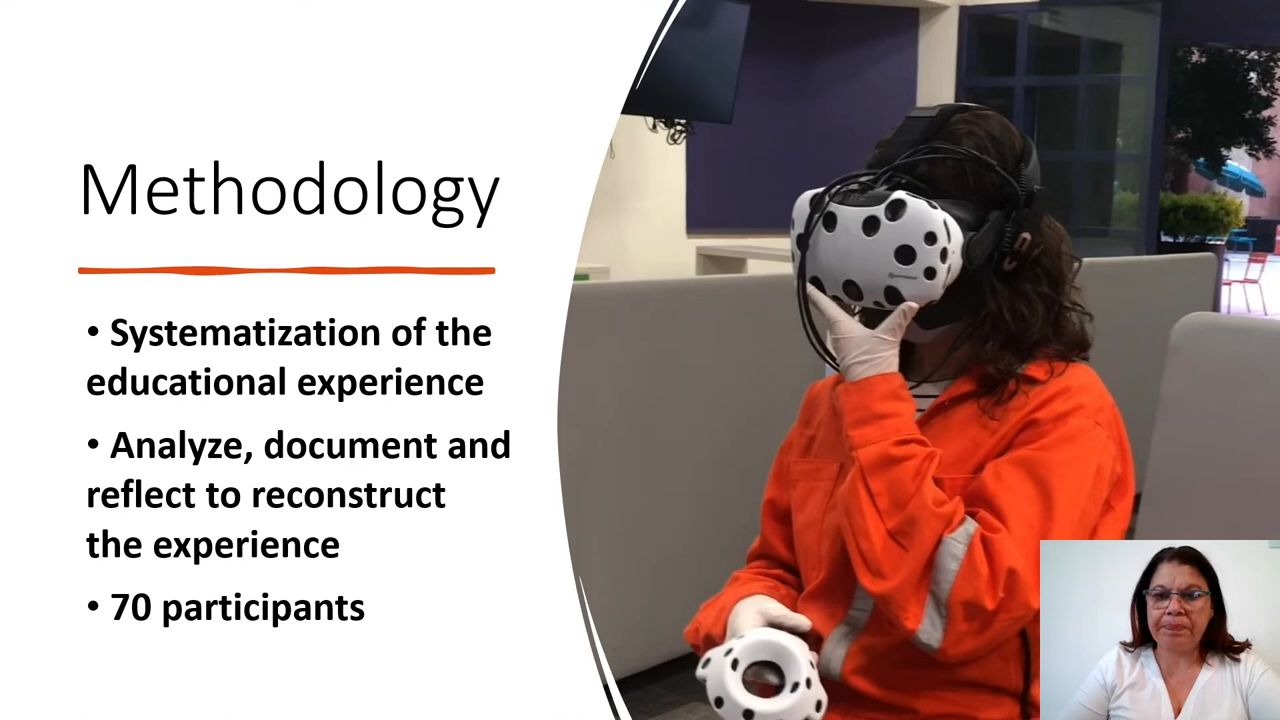 Methodology
• Systematization of the
educational experience
• Analyze, document and
reflect to reconstruct
the experience
• 70 participants